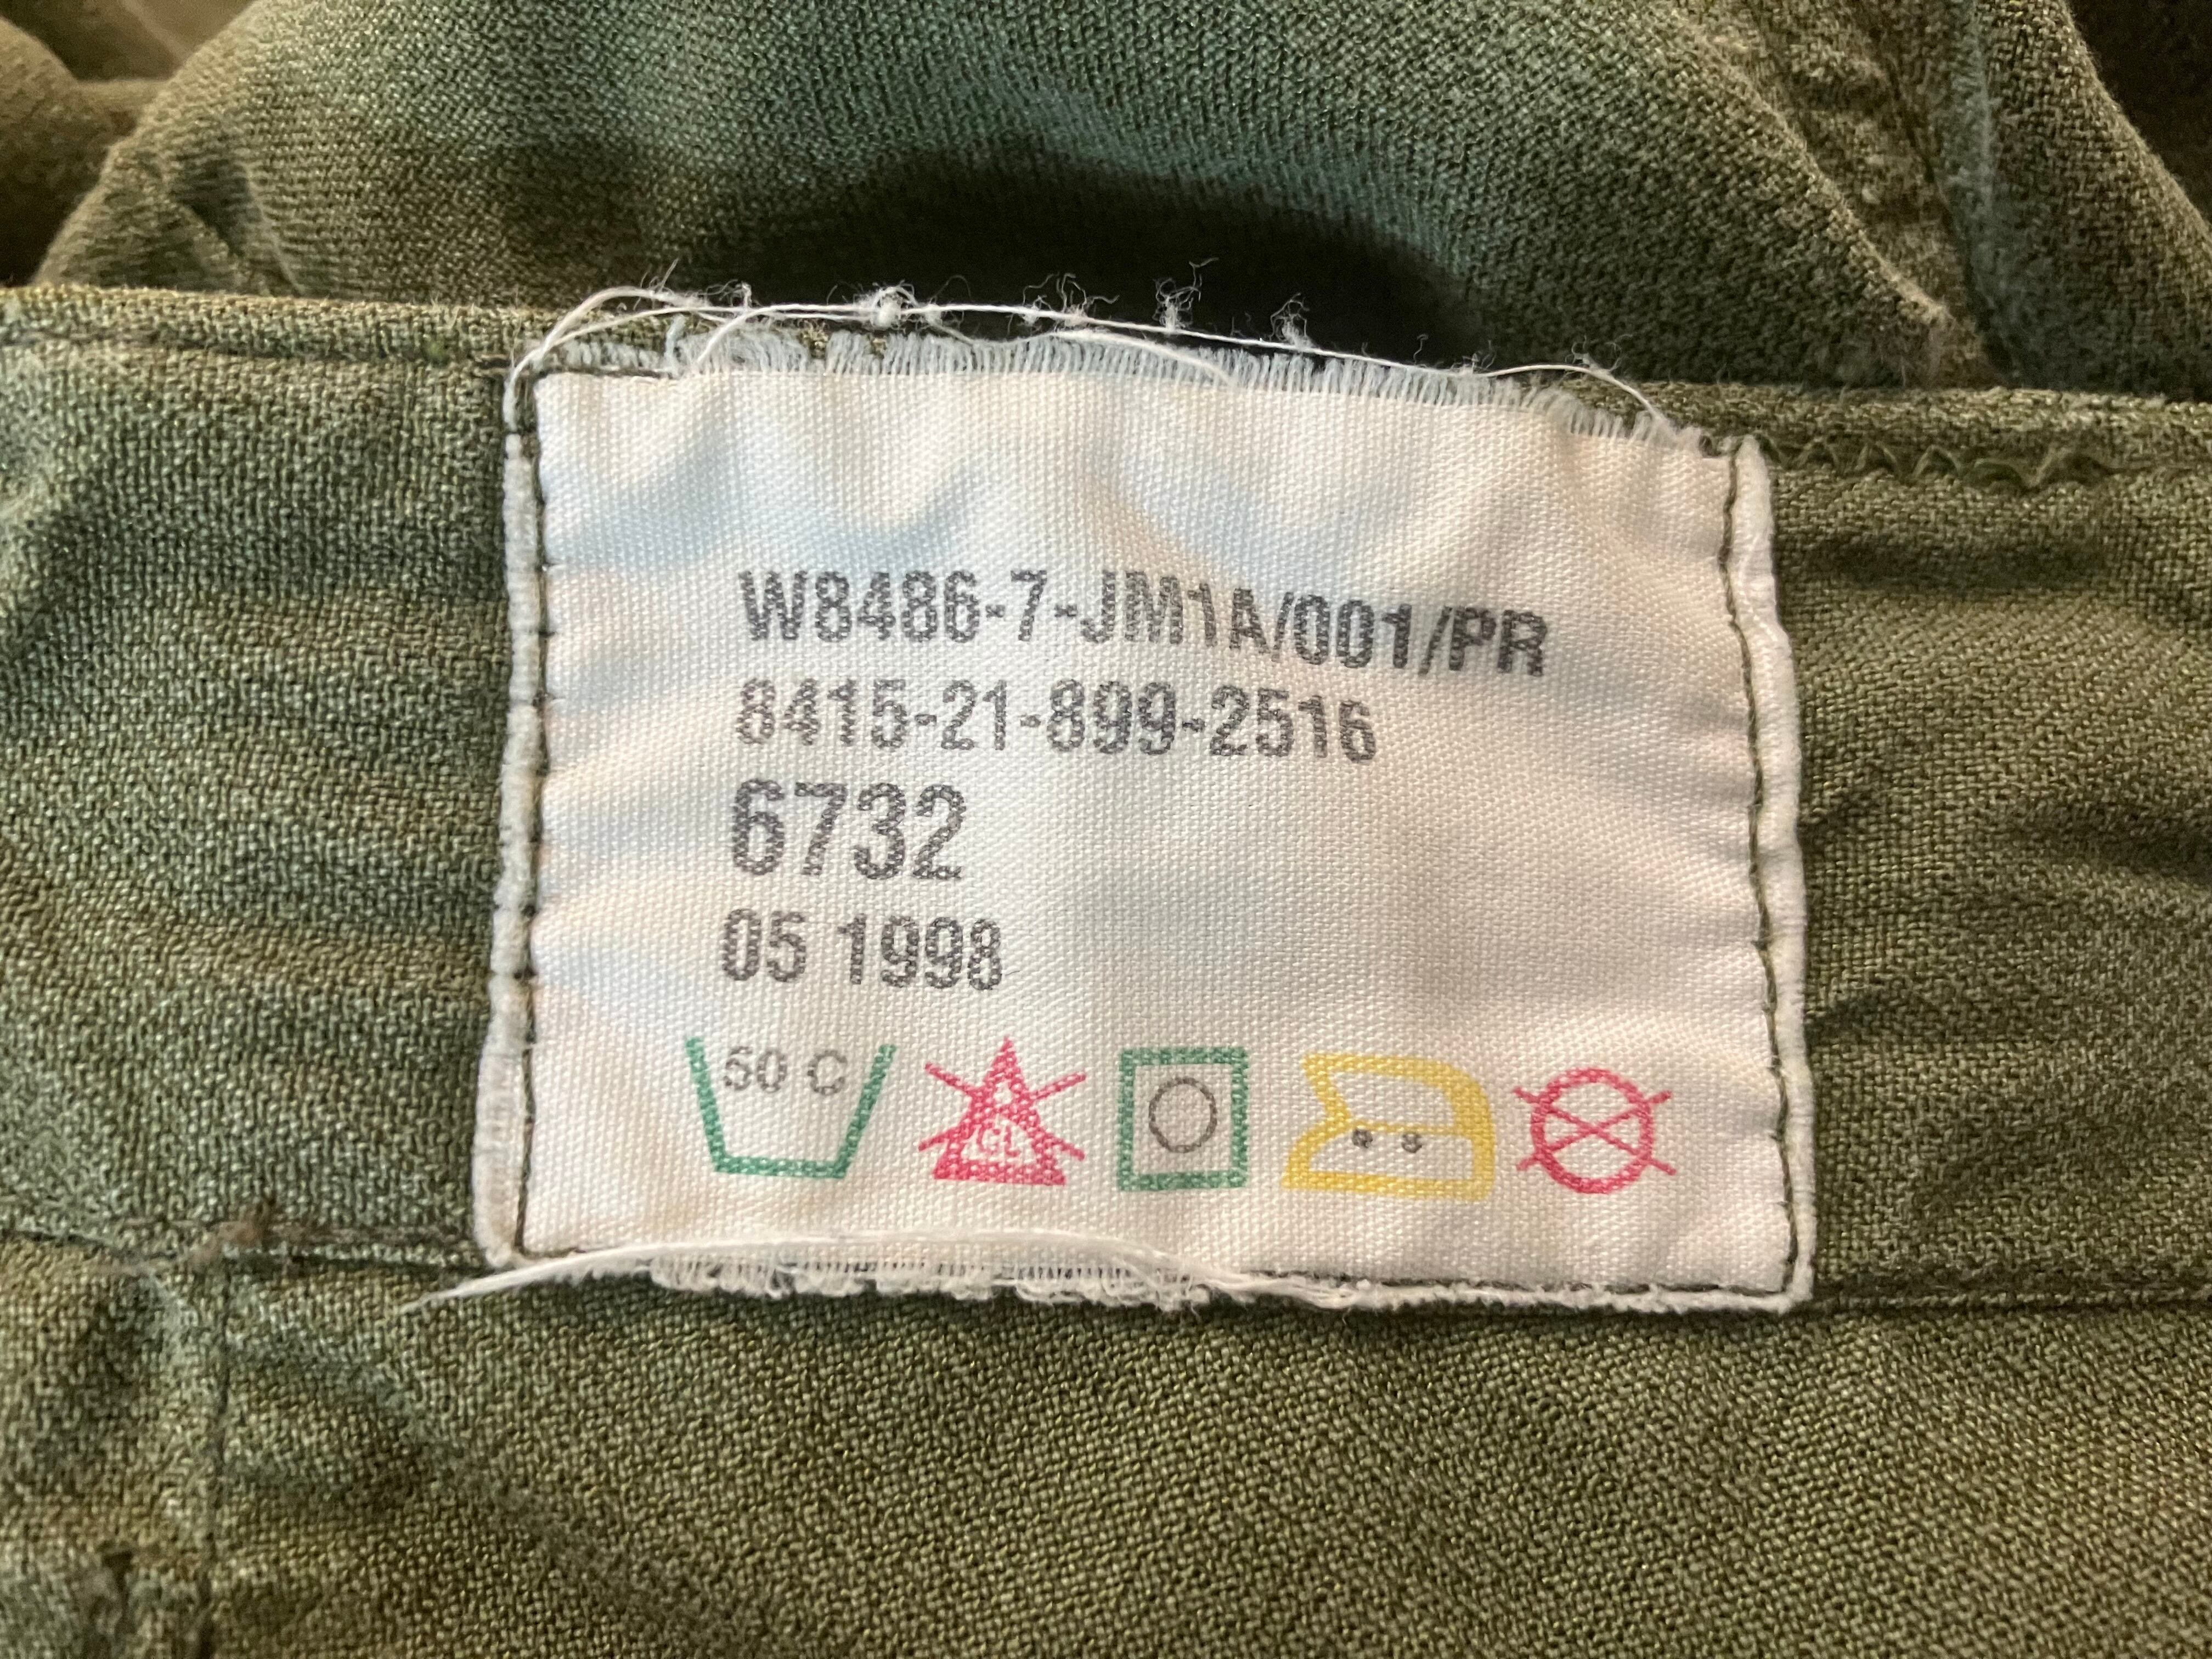 W8486-7-JM1A/001/PR
8415-21-899-2516
6732
05 1998
50 C
CL